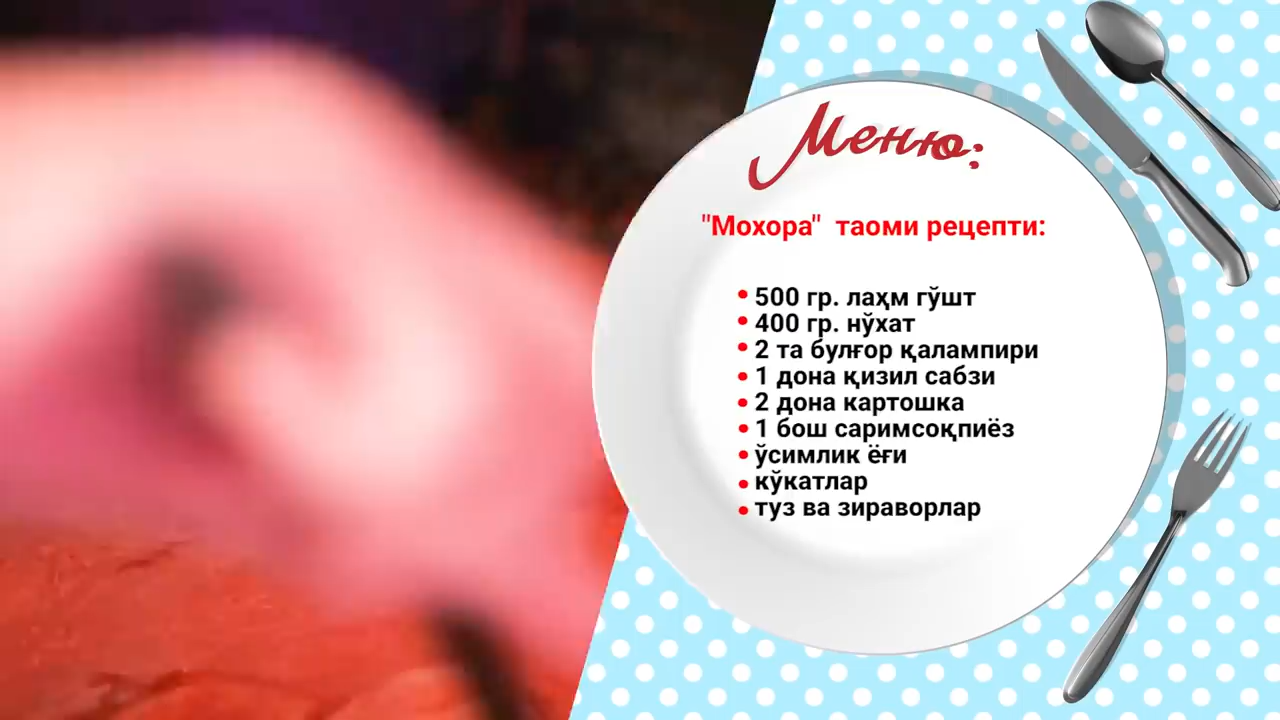 Меню:
"Мохора" таоми рецепти:
• 500 гр. лаҳм гўшт
• 400 гр. нўхат
• 2 та булғор қалампири
• 1 дона қизил сабзи
• 2 дона картошка
• 1 бош саримсоқпиёз
• ўсимлик ёғи
• кўкатлар
• туз ва зираворлар